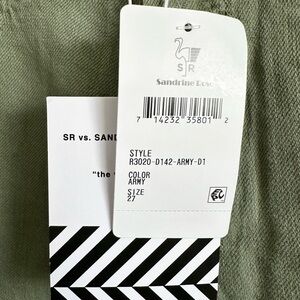 S R
Sandrine Rose
7 14232 35801 2
SR vs. SAND
"the
STYLE
R3020-D142-ARMY-D1
COLOR
ARMY
SIZE
27